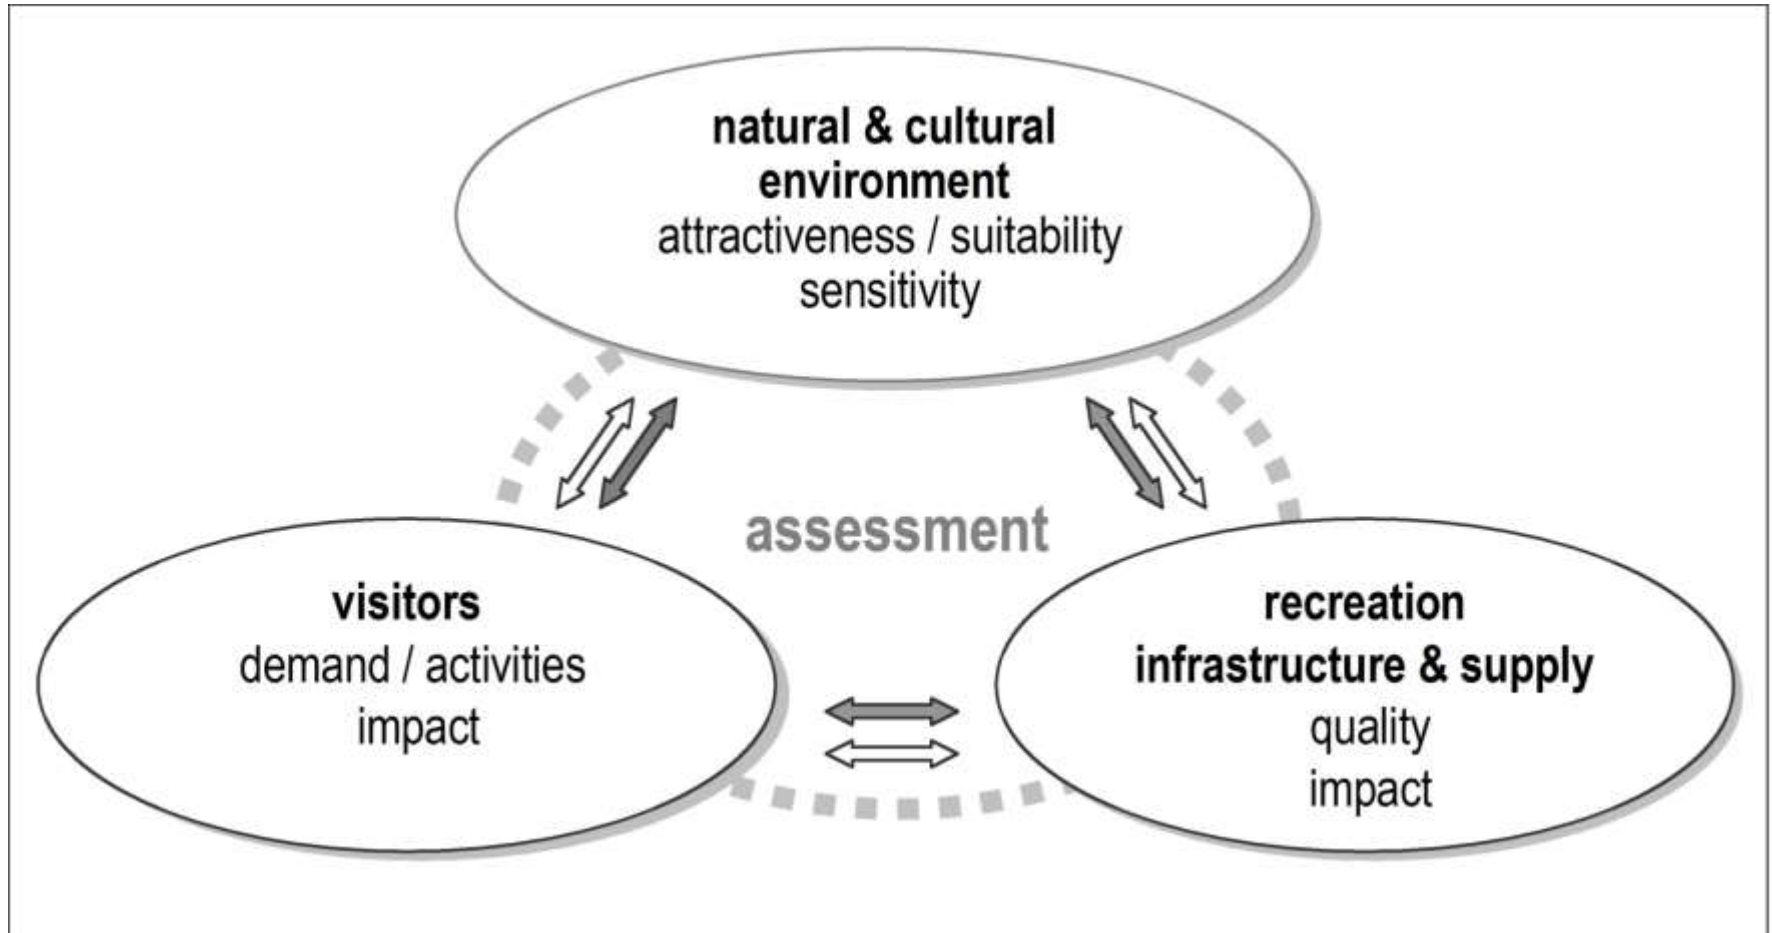 natural & cultural
environment
attractiveness / suitability
sensitivity
assessment
visitors
demand / activities
impact
recreation
infrastructure & supply
quality
impact